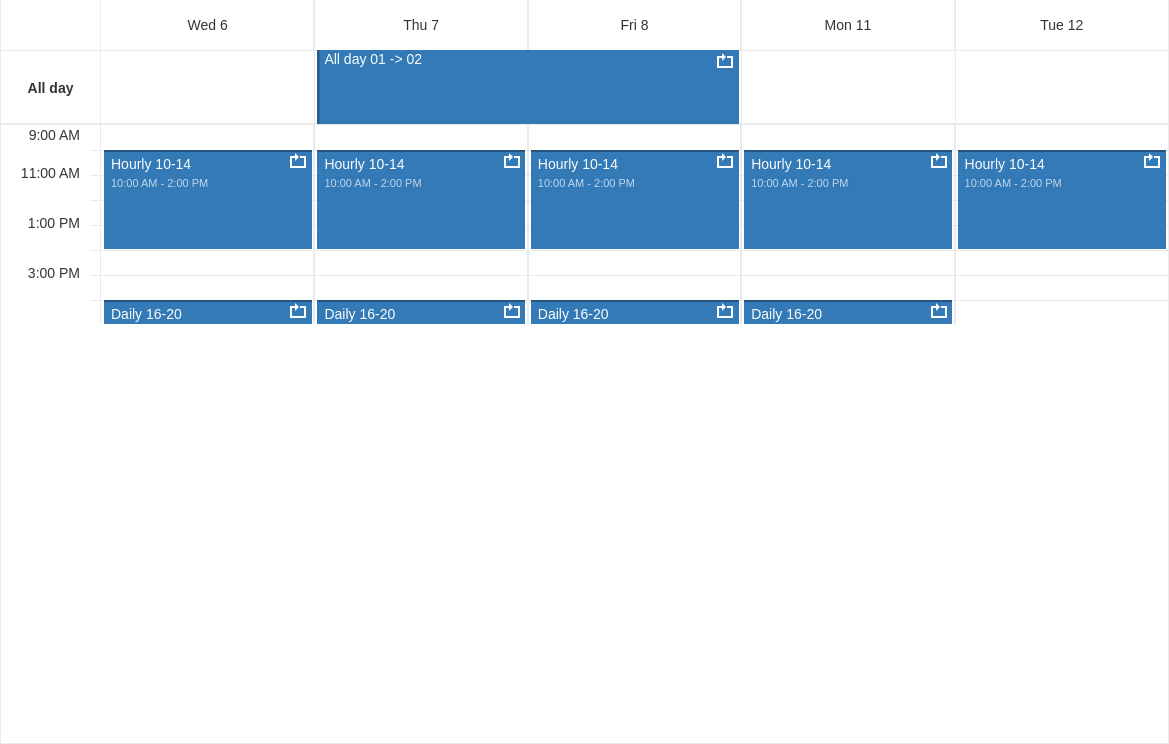 Wed 6
Thu 7
Fri 8
Mon 11
Tue 12
All day
All day 01 -> 02
9:00 AM
11:00 AM
1:00 PM
3:00 PM
Hourly 10-14
10:00 AM - 2:00 PM
Hourly 10-14
10:00 AM - 2:00 PM
Hourly 10-14
10:00 AM - 2:00 PM
Hourly 10-14
10:00 AM - 2:00 PM
Hourly 10-14
10:00 AM - 2:00 PM
Daily 16-20
Daily 16-20
Daily 16-20
Daily 16-20